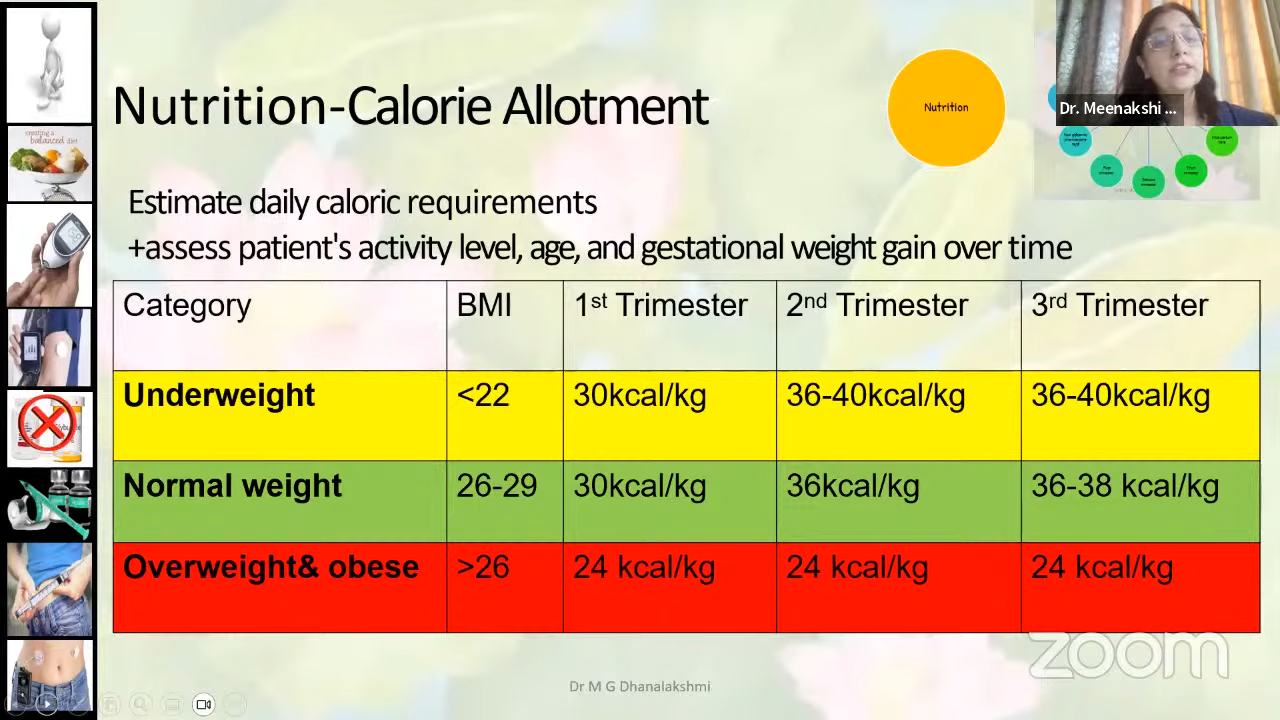 Nutrition-Calorie Allotment
Nutrition
Dr. Meenakshi ...
creating a
balanced diet
Estimate daily caloric requirements
+assess patient's activity level, age, and gestational weight gain over time
Category BMI 1st Trimester 2nd Trimester 3rd Trimester
Underweight <22 30kcal/kg 36-40kcal/kg 36-40kcal/kg
Normal weight 26-29 30kcal/kg 36kcal/kg 36-38 kcal/kg
Overweight& obese >26 24 kcal/kg 24 kcal/kg 24 kcal/kg
zoom
Dr M G Dhanalakshmi